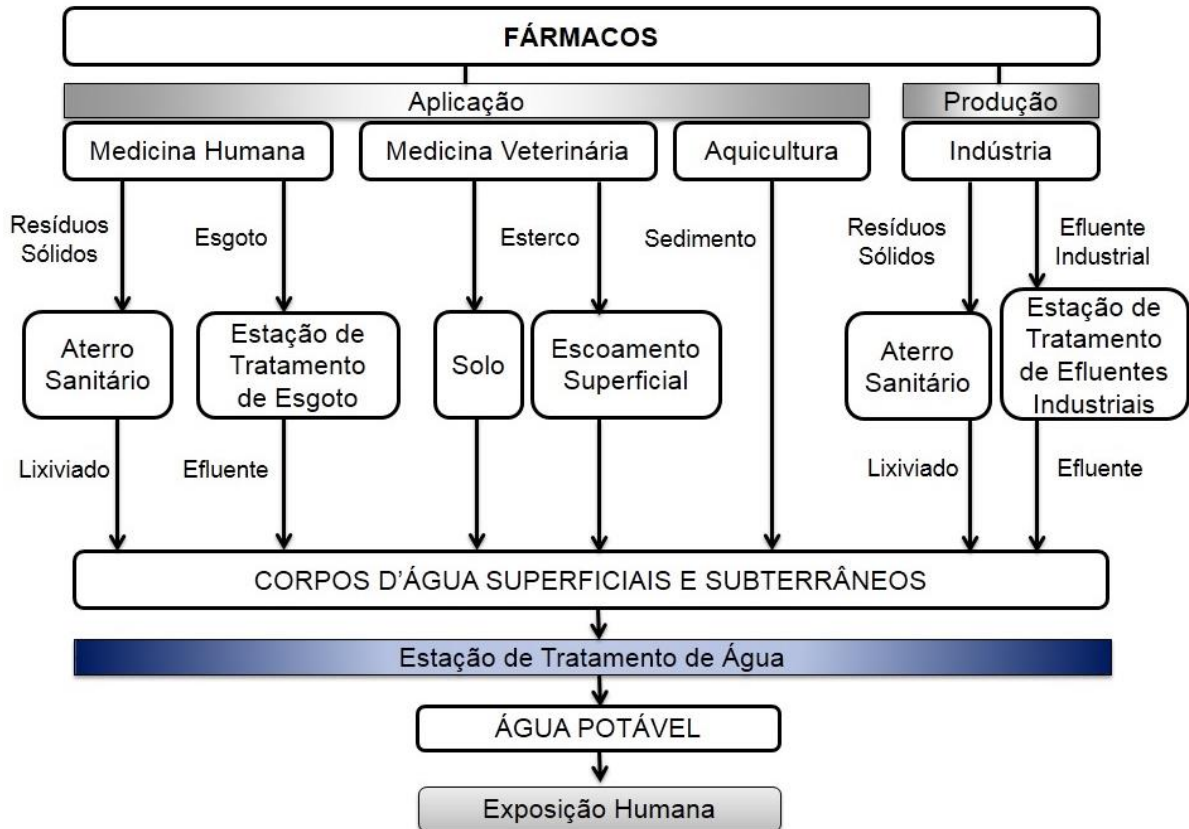 FÁRMACOS
Aplicação
Produção
Medicina Humana
Medicina Veterinária
Aquicultura
Indústria
Resíduos
Sólidos
Esgoto
Esterco
Sedimento
Resíduos
Sólidos
Efluente
Industrial
Aterro
Sanitário
Estação de
Tratamento
de Esgoto
Solo
Escoamento
Superficial
Aterro
Sanitário
Estação de
Tratamento
de Efluentes
Industriais
Lixiviado
Efluente
Lixiviado
Efluente
CORPOS D’ÁGUA SUPERFICIAIS E SUBTERRÂNEOS
Estação de Tratamento de Água
ÁGUA POTÁVEL
Exposição Humana